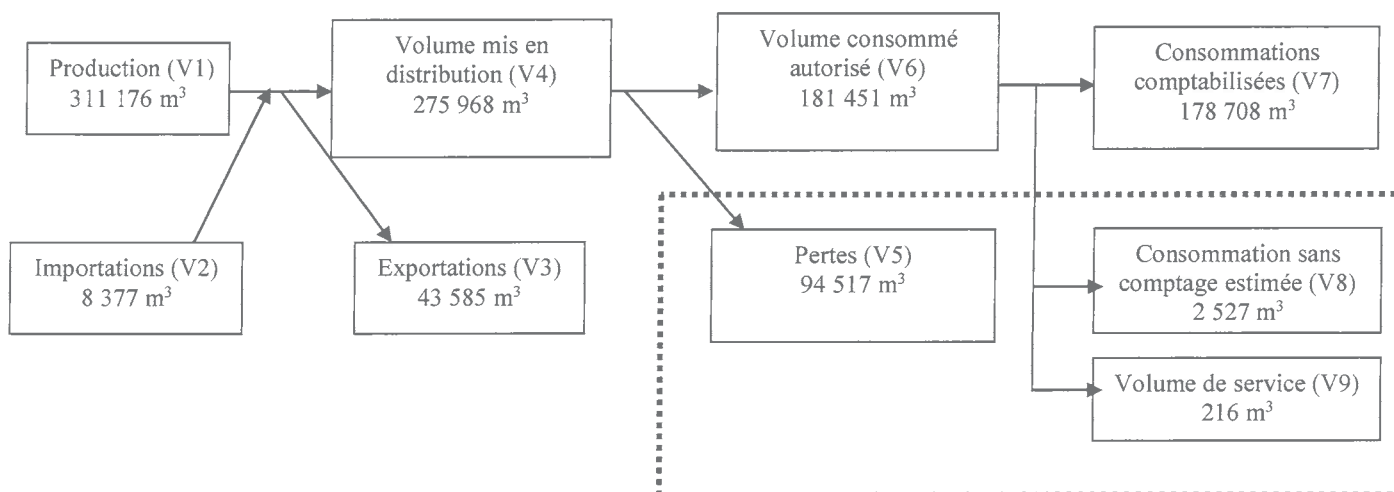 Production (V1)
311 176 m³
Volume mis en
distribution (V4)
275 968 m³
Volume consommé
autorisé (V6)
181 451 m³
Consommations
comptabilisées (V7)
178 708 m³
Importations (V2)
8 377 m³
Exportations (V3)
43 585 m³
Pertes (V5)
94 517 m³
Consommation sans
comptage estimée (V8)
2 527 m³
Volume de service (V9)
216 m³